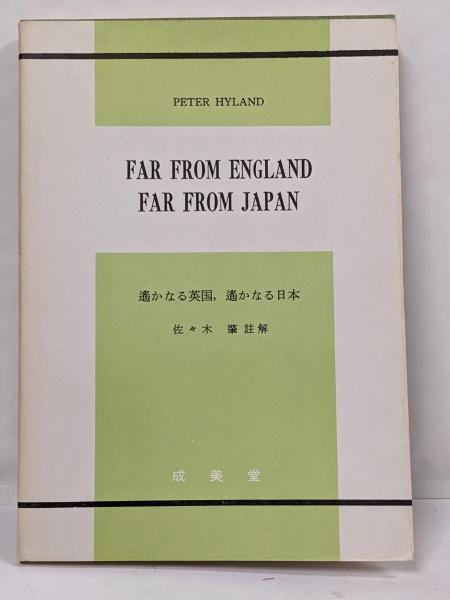 PETER HYLAND
FAR FROM ENGLAND
FAR FROM JAPAN
遙かなる英国，遙かなる日本
佐々木 肇 註解
成美堂